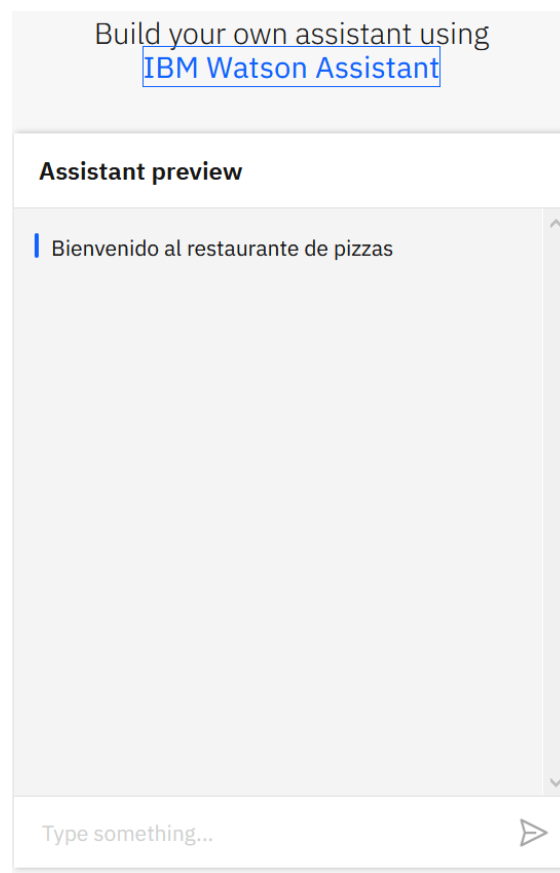 Build your own assistant using
IBM Watson Assistant
Assistant preview
Bienvenido al restaurante de pizzas
Type something...